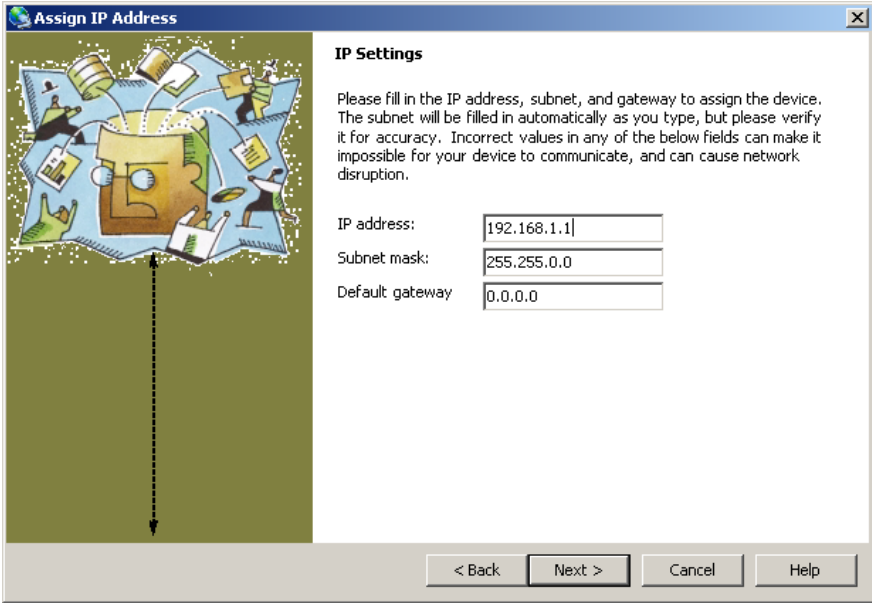 Assign IP Address
IP Settings
Please fill in the IP address, subnet, and gateway to assign the device.
The subnet will be filled in automatically as you type, but please verify
it for accuracy.  Incorrect values in any of the below fields can make it
impossible for your device to communicate, and can cause network
disruption.
IP address: 192.168.1.1
Subnet mask: 255.255.0.0
Default gateway 0.0.0.0
< Back Next > Cancel Help